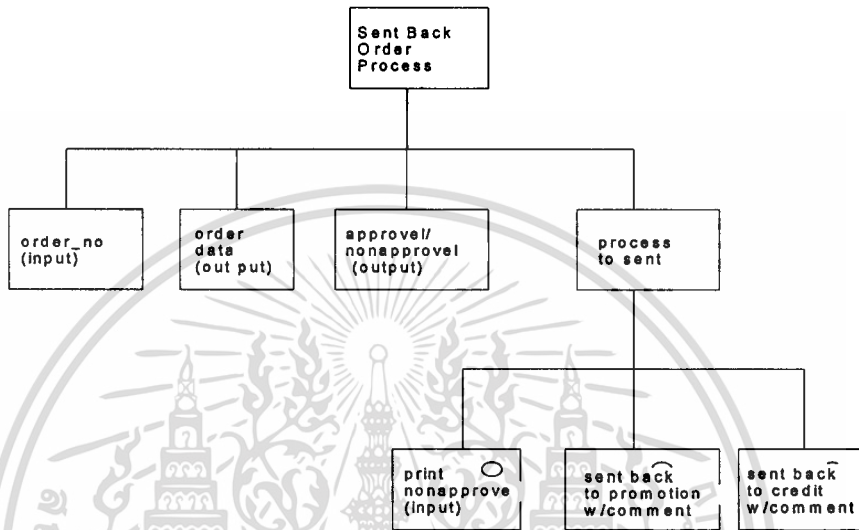 Sent Back
Order
Process
order_no
(input)
order
data
(out put)
approvel/
nonapprovel
(output)
process
to sent
print
nonapprove
(input)
sent back
to promotion
w/comment
sent back
to credit
w/comment